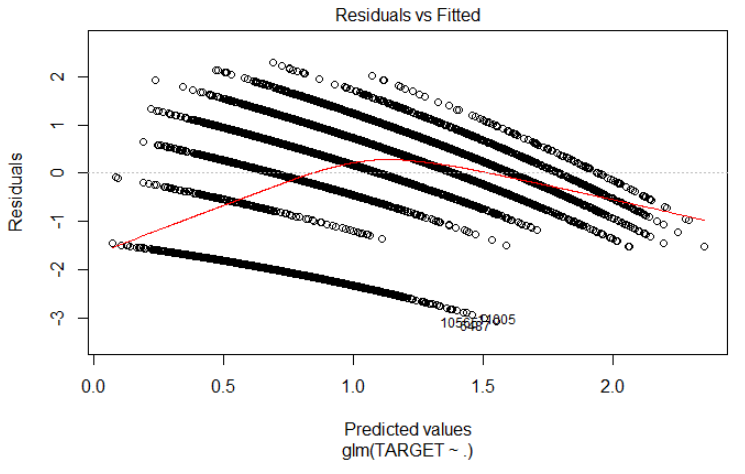 Residuals vs Fitted
Residuals
2
1
0
-1
-2
-3
0.0 0.5 1.0 1.5 2.0
Predicted values
glm(TARGET ~ .)